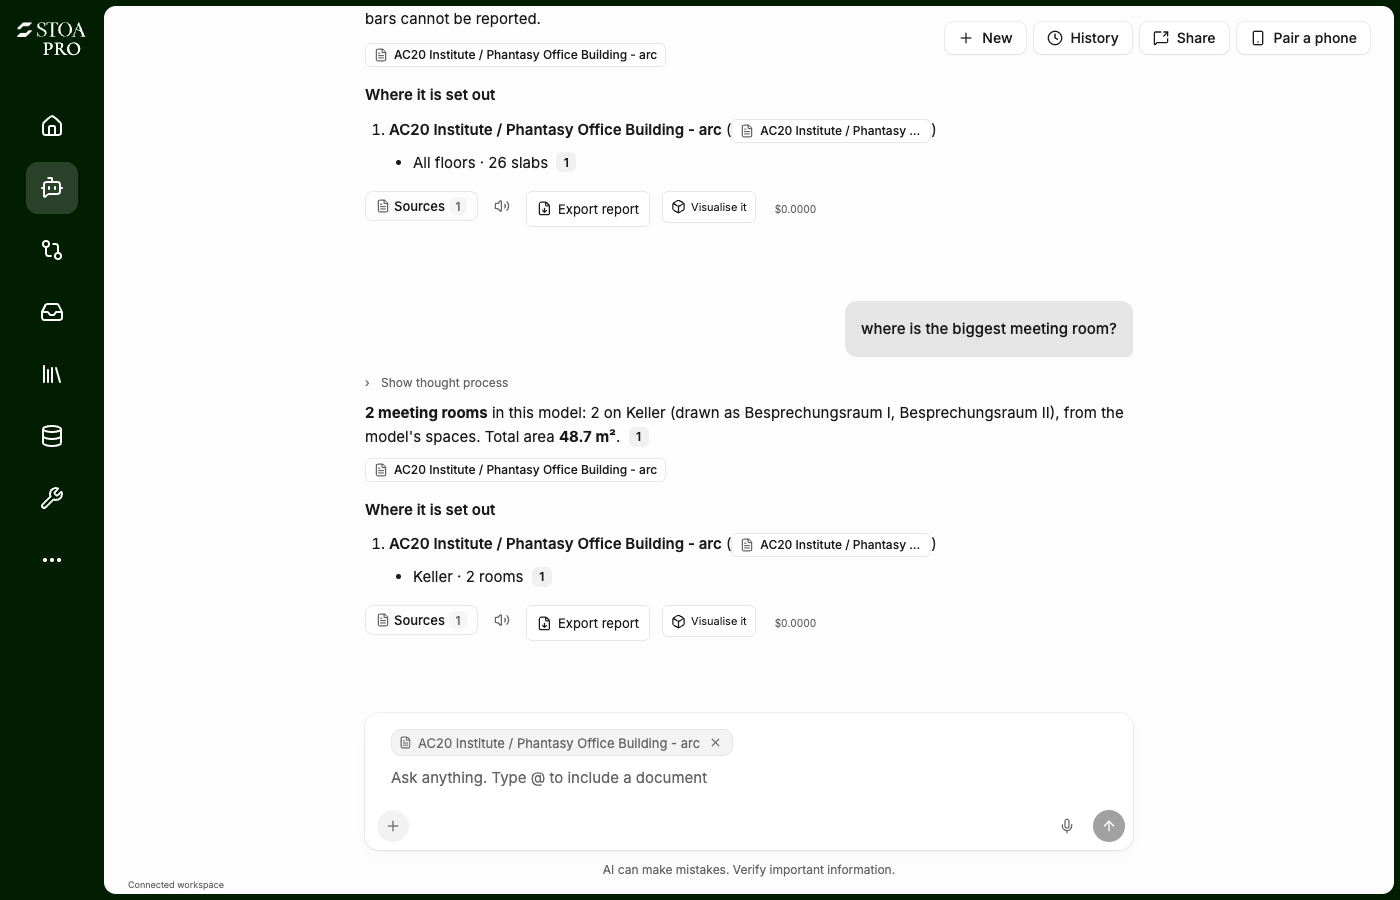 STOA
PRO
bars cannot be reported.
New
History
Share
Pair a phone
AC20 Institute / Phantasy Office Building - arc
Where it is set out
1. AC20 Institute / Phantasy Office Building - arc ( AC20 Institute / Phantasy ... )
• All floors · 26 slabs 1
Sources 1 Export report Visualise it $0.0000
where is the biggest meeting room?
› Show thought process
2 meeting rooms in this model: 2 on Keller (drawn as Besprechungsraum I, Besprechungsraum II), from the
model's spaces. Total area 48.7 m². 1
AC20 Institute / Phantasy Office Building - arc
Where it is set out
1. AC20 Institute / Phantasy Office Building - arc ( AC20 Institute / Phantasy ... )
• Keller · 2 rooms 1
Sources 1 Export report Visualise it $0.0000
AC20 Institute / Phantasy Office Building - arc
Ask anything. Type @ to include a document
AI can make mistakes. Verify important information.
Connected workspace